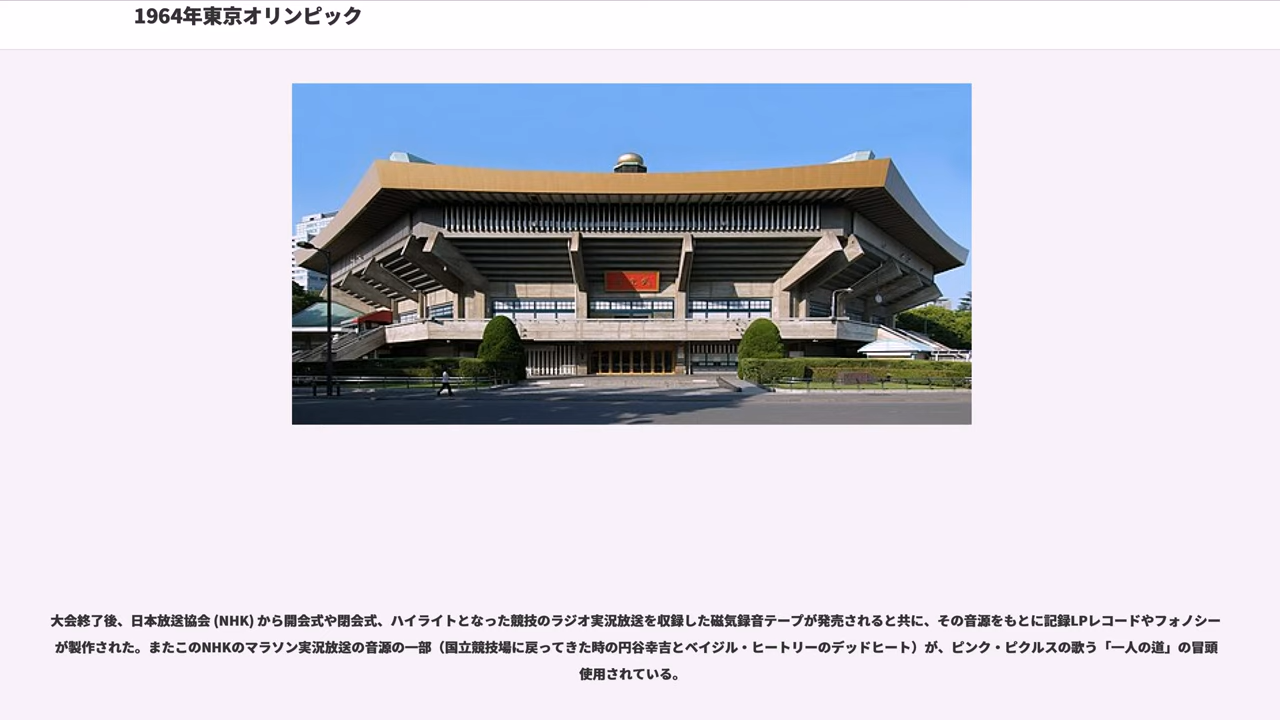 1964年東京オリンピック
大会終了後、日本放送協会 (NHK) から開会式や閉会式、ハイライトとなった競技のラジオ実況放送を収録した磁気録音テープが発売されると共に、その音源をもとに記録LPレコードやフォノシー
が製作された。またこのNHKのマラソン実況放送の音源の一部（国立競技場に戻ってきた時の円谷幸吉とベイジル・ヒートリーのデッドヒート）が、ピンク・ピクルスの歌う「一人の道」の冒頭
使用されている。